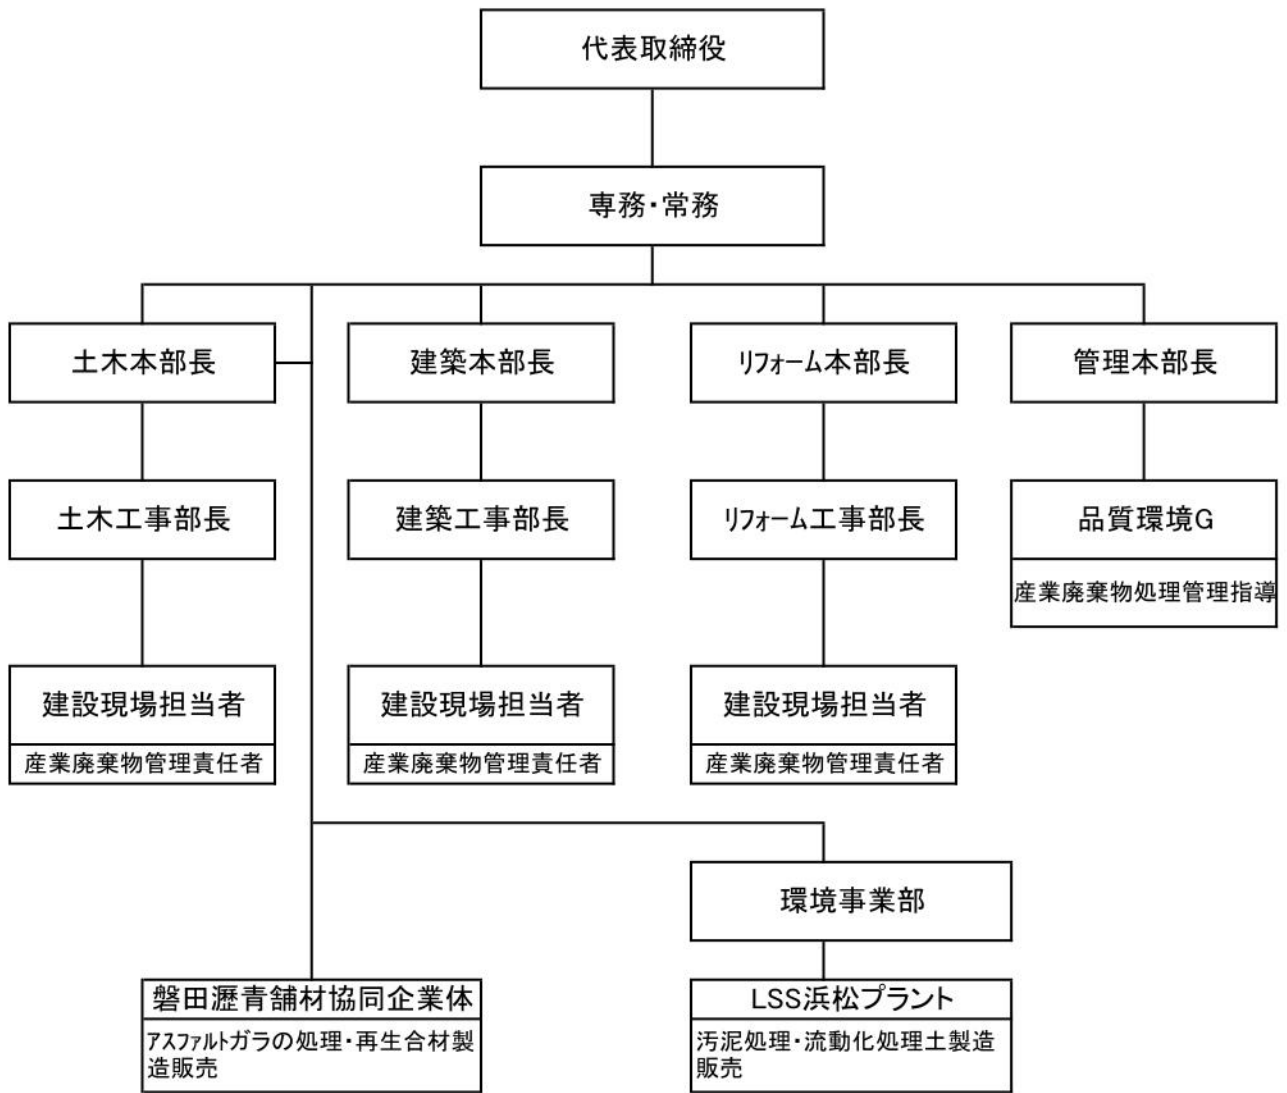 代表取締役
専務・常務
土木本部長
建築本部長
ﾘﾌｫｰﾑ本部長
管理本部長
土木工事部長
建築工事部長
ﾘﾌｫｰﾑ工事部長
品質環境G
産業廃棄物処理管理指導
建設現場担当者
産業廃棄物管理責任者
建設現場担当者
産業廃棄物管理責任者
建設現場担当者
産業廃棄物管理責任者
環境事業部
磐田瀝青舗材協同企業体
ｱｽﾌｧﾙﾄガラの処理・再生合材製
造販売
LSS浜松プラント
汚泥処理・流動化処理土製造
販売